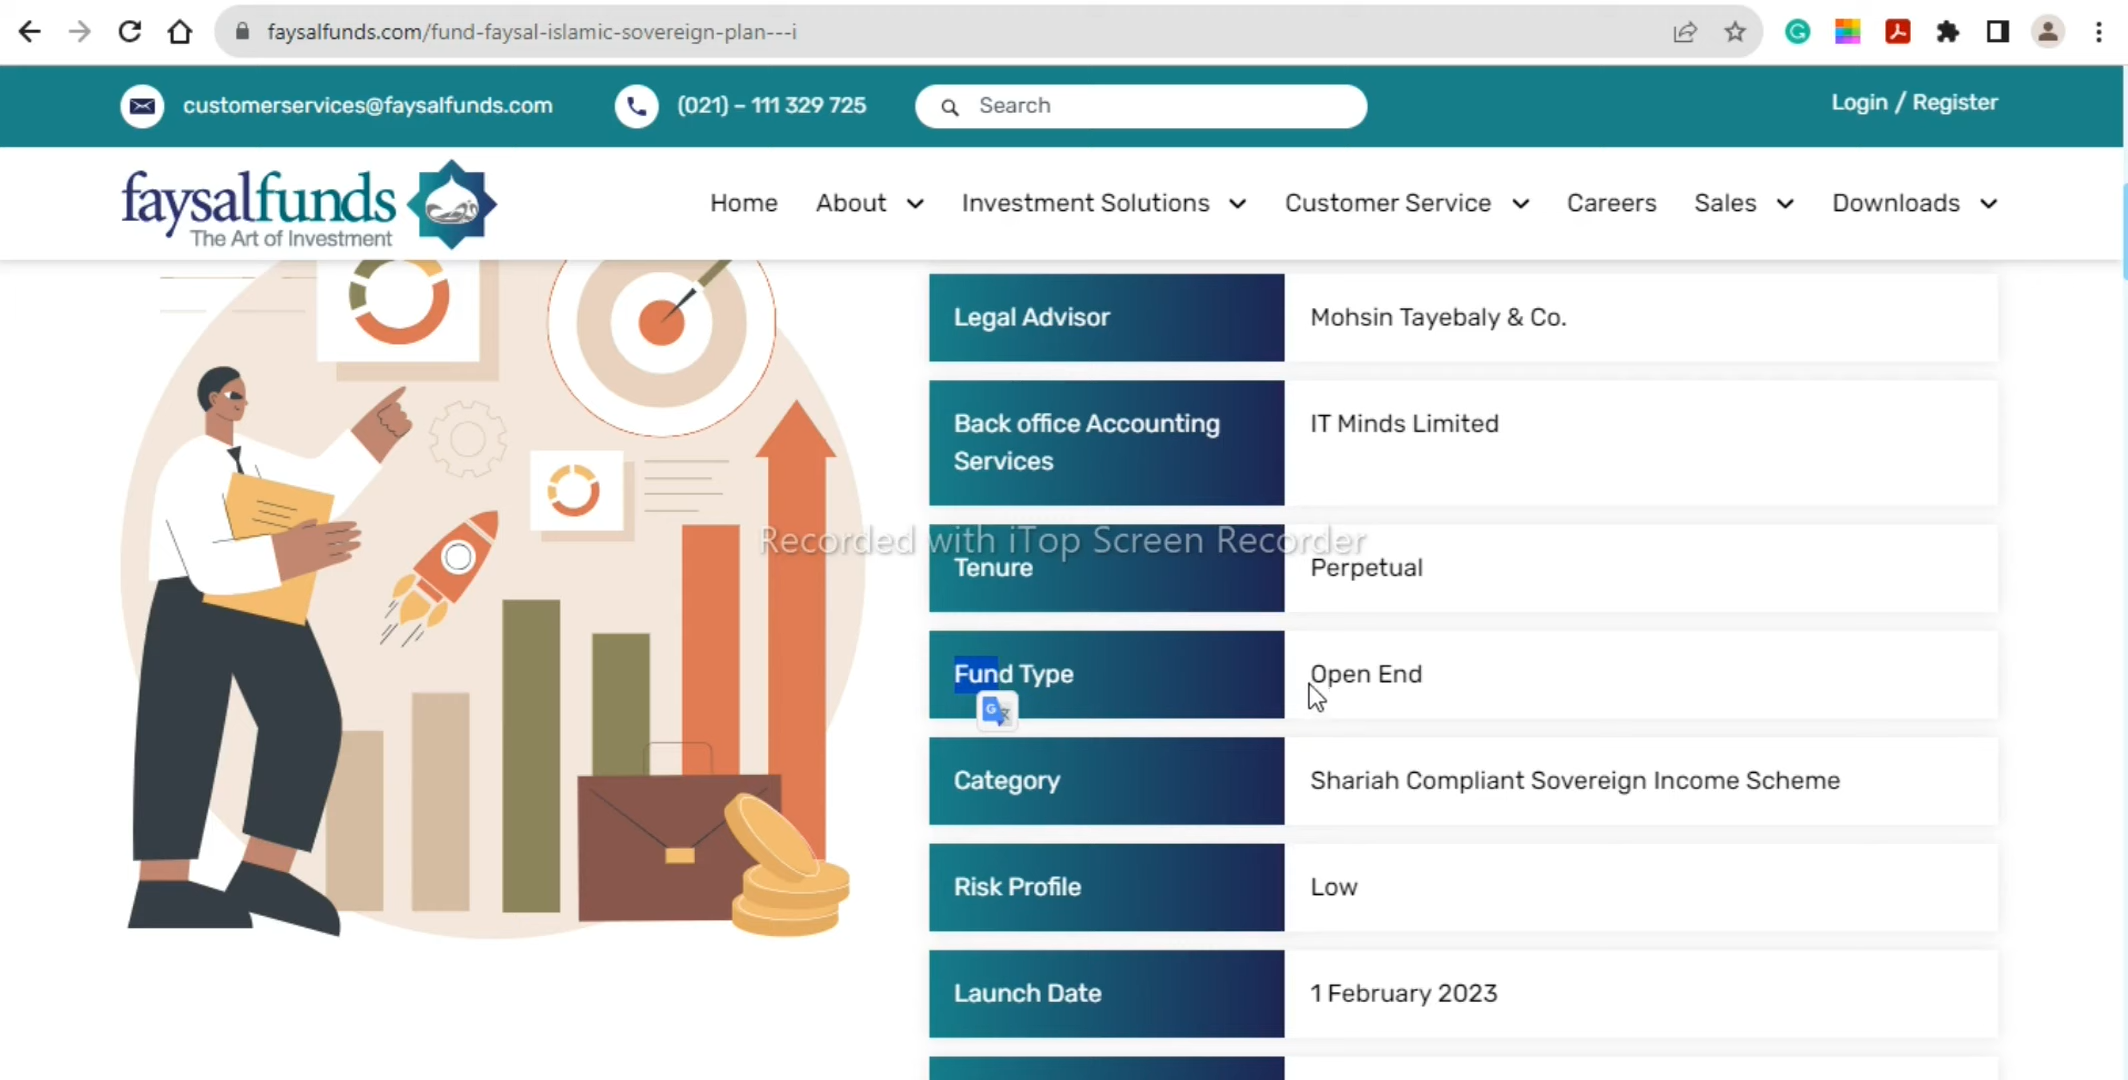 faysalfunds.com/fund-faysal-islamic-sovereign-plan---i
customerservices@faysalfunds.com
(021) – 111 329 725
Search
Login / Register
faysalfunds
The Art of Investment
Home
About
Investment Solutions
Customer Service
Careers
Sales
Downloads
Legal Advisor
Mohsin Tayebaly & Co.
Back office Accounting
Services
IT Minds Limited
Recorded with iTop Screen Recorder
Tenure
Perpetual
Fund Type
Open End
Category
Shariah Compliant Sovereign Income Scheme
Risk Profile
Low
Launch Date
1 February 2023